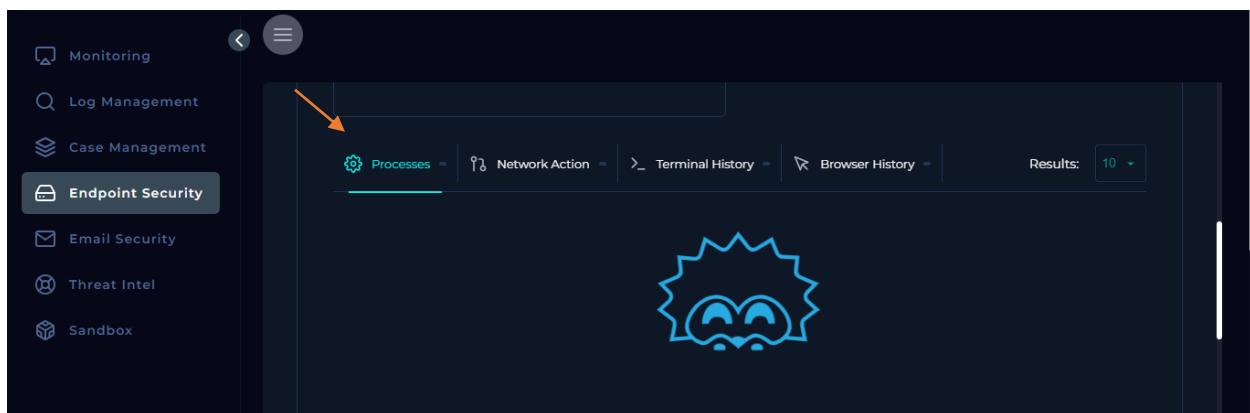 Monitoring
Log Management
Case Management
Endpoint Security
Email Security
Threat Intel
Sandbox
Processes - Network Action - Terminal History - Browser History - Results: 10